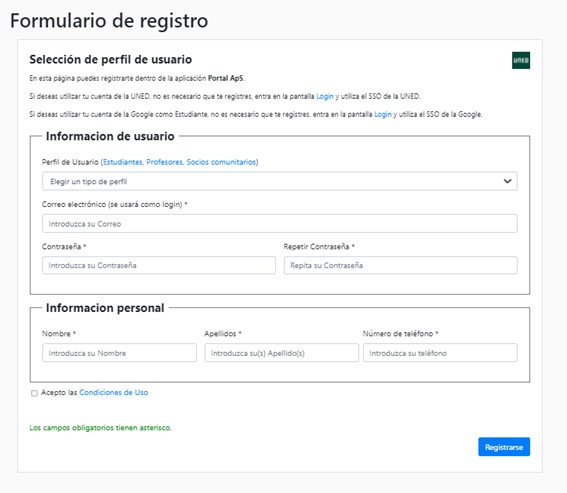 Formulario de registro
Selección de perfil de usuario
UNED
En esta página puedes registrarte dentro de la aplicación Portal ApS.
Si deseas utilizar tu cuenta de la UNED, no es necesario que te registres, entra en la pantalla Login y utiliza el SSO de la UNED.
Si deseas utilizar tu cuenta de la Google como Estudiante, no es necesario que te registres, entra en la pantalla Login y utiliza el SSO de la Google.
Informacion de usuario
Perfil de Usuario (Estudiantes, Profesores, Socios comunitarios)
Elegir un tipo de perfil
Correo electrónico (se usará como login) *
Introduzca su Correo
Contraseña * Repetir Contraseña *
Introduzca su Contraseña Repita su Contraseña
Informacion personal
Nombre * Apellidos * Número de teléfono *
Introduzca su Nombre Introduzca su(s) Apellido(s) Introduzca su teléfono
Acepto las Condiciones de Uso
Los campos obligatorios tienen asterisco.
Registrarse